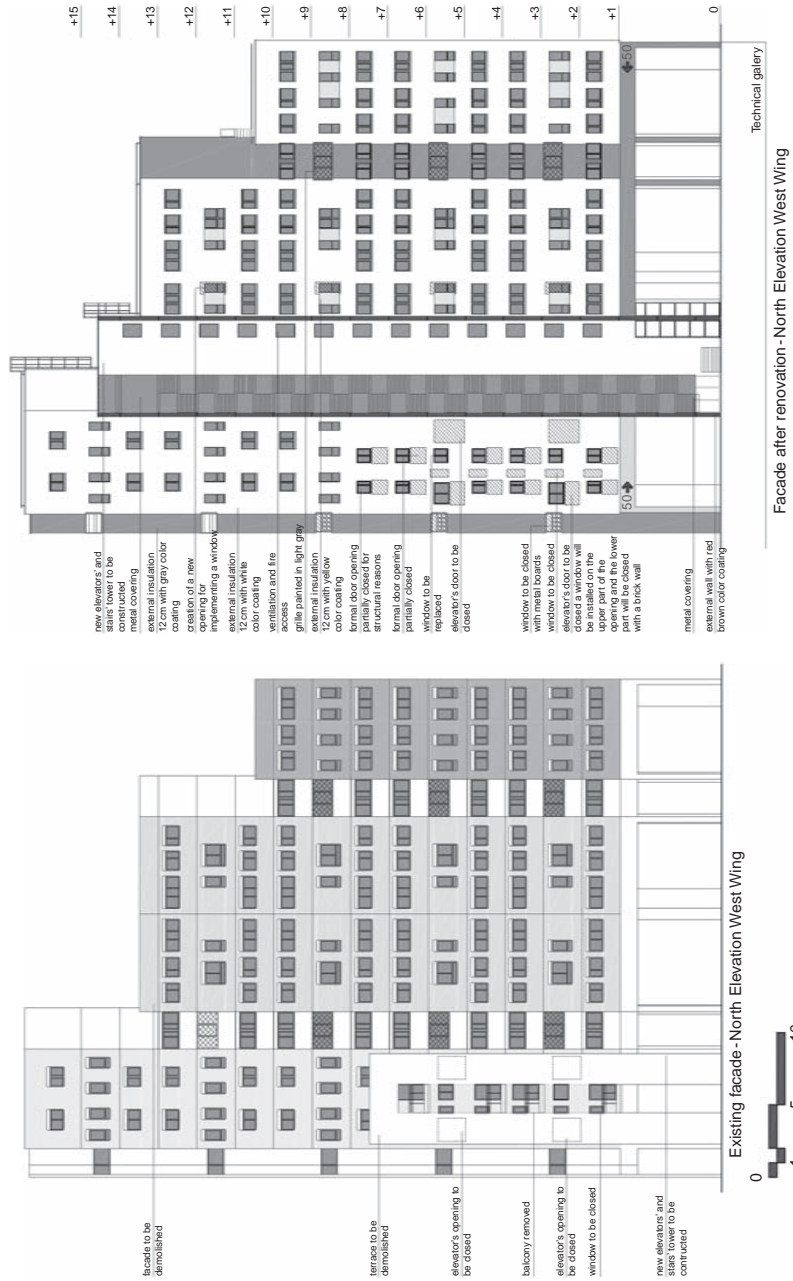 +15
+14
+13
+12
+11
+10
+9
+8
+7
+6
+5
+4
+3
+2
+1
0
50
50
Technical galery
new elevators' and
stairs' tower to be
constructed
metal covering
external insulation
12 cm with gray color
coating
creation of a new
opening for
implementing a window
external insulation
12 cm with white
color coating
ventilation and fire
access
grille painted in light gray
external insulation
12 cm with yellow
color coating
formal door opening
partially closed for
structural reasons
formal door opening
partially closed
window to be
replaced
elevator's door to be
closed
window to be closed
with metal boards
window to be closed
elevator's door to be
closed a window will
be installed on the
upper part of the
opening and the lower
part will be closed
with a brick wall
metal covering
external wall with red
brown color coating
Facade after renovation - North Elevation West Wing
facade to be
demolished
terrace to be
demolished
elevator's opening to
be closed
balcony removed
elevator's opening to
be closed
window to be closed
new elevators' and
stars' tower to be
contructed
Existing facade - North Elevation West Wing
0